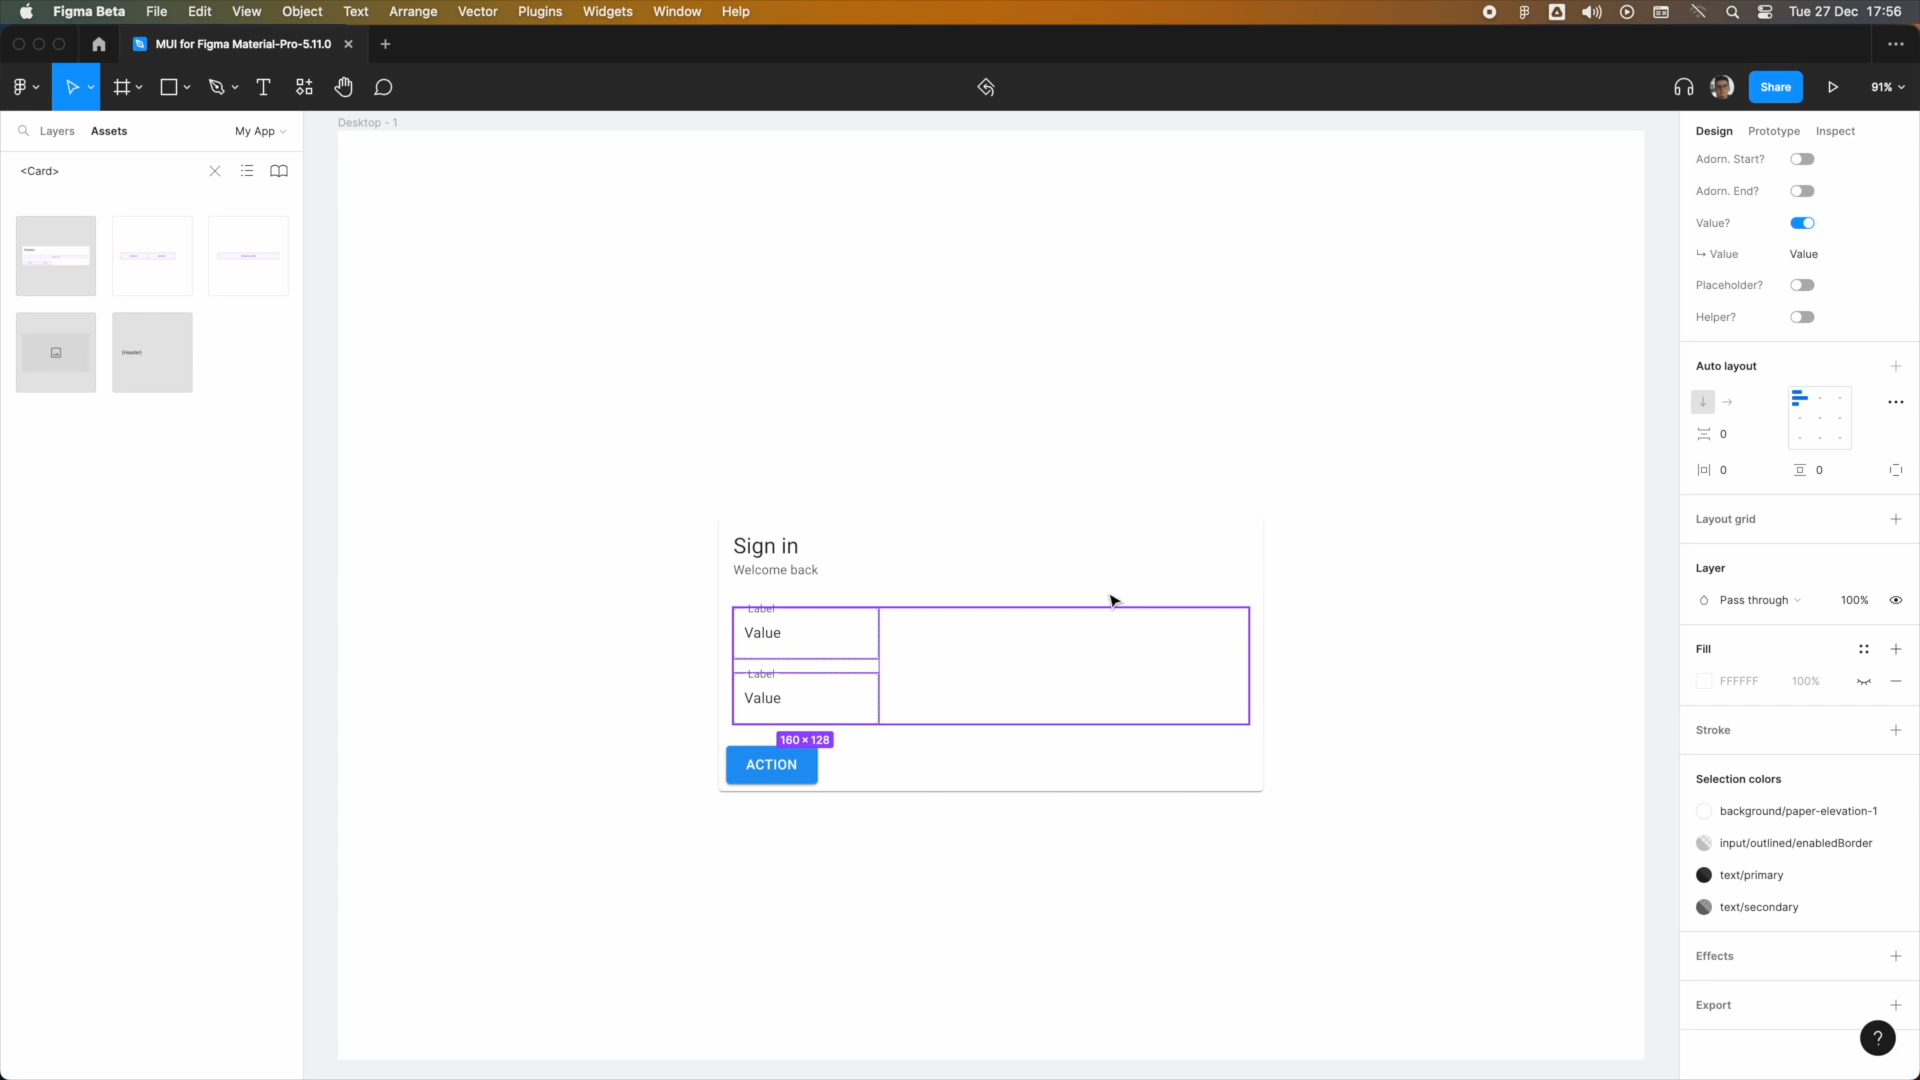 Figma Beta File Edit View Object Text Arrange Vector Plugins Widgets Window Help Tue 27 Dec 17:56
MUI for Figma Material-Pro-5.11.0
Share 91%
Layers Assets My App
<Card>
{Header}
Desktop - 1
Sign in
Welcome back
Label
Value
Label
Value
160 × 128
ACTION
Design Prototype Inspect
Adorn. Start?
Adorn. End?
Value?
Value Value
Placeholder?
Helper?
Auto layout
0
0 0
Layout grid
Layer
Pass through 100%
Fill
FFFFFF 100%
Stroke
Selection colors
background/paper-elevation-1
input/outlined/enabledBorder
text/primary
text/secondary
Effects
Export
?